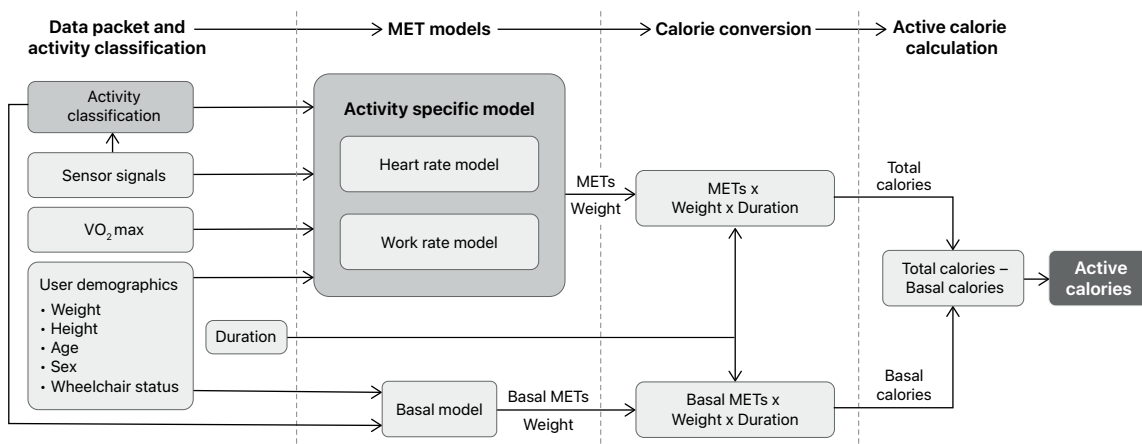 Data packet and
activity classification
MET models
Calorie conversion
Active calorie
calculation
Activity
classification
Sensor signals
VO₂ max
User demographics
• Weight
• Height
• Age
• Sex
• Wheelchair status
Duration
Activity specific model
Heart rate model
Work rate model
Basal model
METs
Weight
Basal METs
Weight
METs x
Weight x Duration
Basal METs x
Weight x Duration
Total
calories
Basal
calories
Total calories –
Basal calories
Active
calories